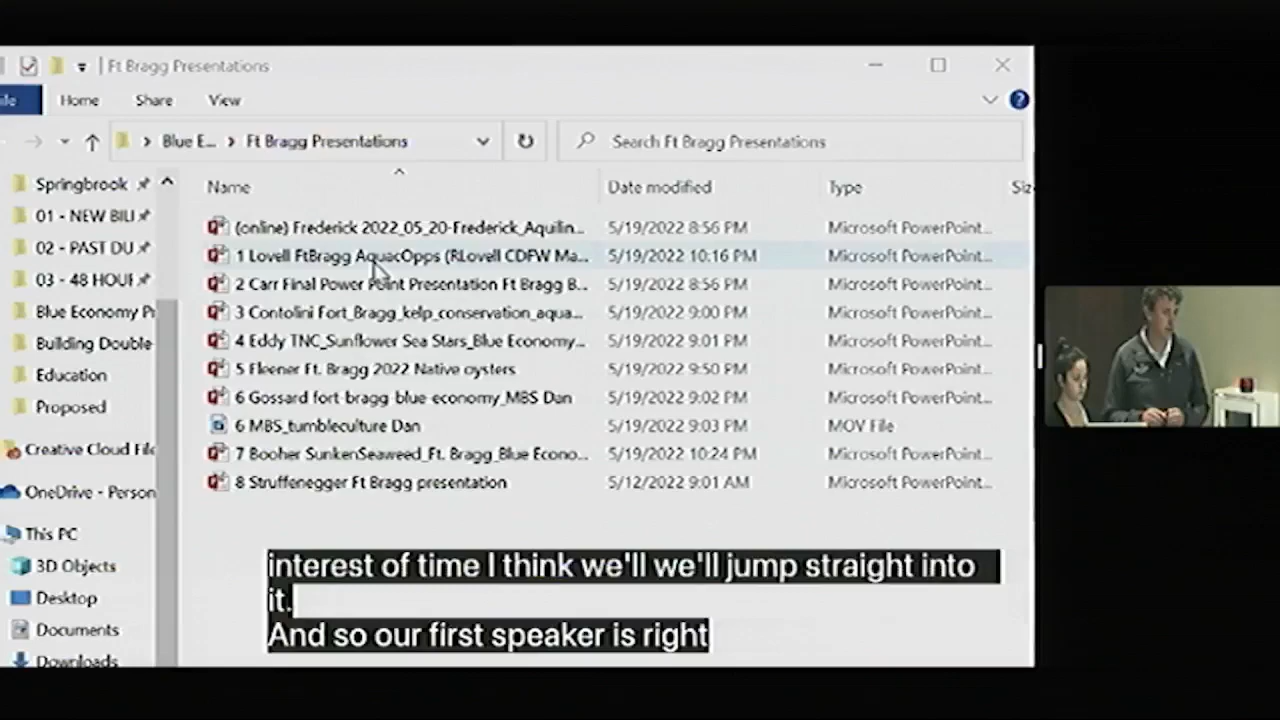 Ft Bragg Presentations
Home Share View
Blue E... Ft Bragg Presentations Search Ft Bragg Presentations
Name Date modified Type
Springbrook
01 - NEW BILI
02 - PAST DU
03 - 48 HOUR
Blue Economy Pr
Building Double
Education
Proposed
Creative Cloud File
OneDrive - Person
This PC
3D Objects
Desktop
Documents
Downloads
(online) Frederick 2022_05_20-Frederick_Aquilin... 5/19/2022 8:56 PM Microsoft PowerPoint...
1 Lovell FtBragg AquacOpps (RLovell CDFW Ma... 5/19/2022 10:16 PM Microsoft PowerPoint...
2 Carr Final Power Point Presentation Ft Bragg B... 5/19/2022 8:56 PM Microsoft PowerPoint...
3 Contolini Fort_Bragg_kelp_conservation_aqua... 5/19/2022 9:00 PM Microsoft PowerPoint...
4 Eddy TNC_Sunflower Sea Stars_Blue Economy... 5/19/2022 9:01 PM Microsoft PowerPoint...
5 Fleener Ft. Bragg 2022 Native oysters 5/19/2022 9:50 PM Microsoft PowerPoint...
6 Gossard fort-bragg-blue-economy_MBS Dan 5/19/2022 9:02 PM Microsoft PowerPoint...
6 MBS_tumbleculture Dan 5/19/2022 9:03 PM MOV File
7 Booher SunkenSeaweed_Ft. Bragg_Blue Econo... 5/19/2022 10:24 PM Microsoft PowerPoint...
8 Struffenegger Ft Bragg presentation 5/12/2022 9:01 AM Microsoft PowerPoint...
interest of time I think we'll we'll jump straight into
it.
And so our first speaker is right